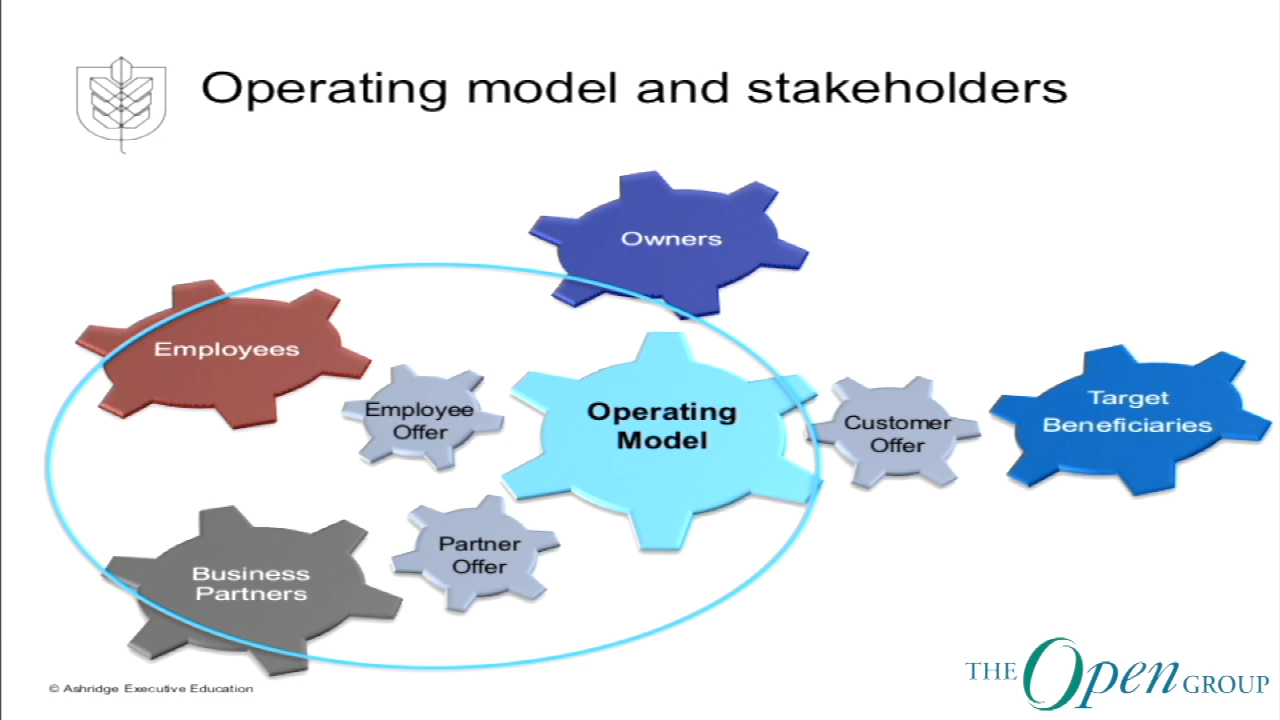 Operating model and stakeholders
Owners
Employees
Employee
Offer
Operating
Model
Customer
Offer
Target
Beneficiaries
Business
Partners
Partner
Offer
© Ashridge Executive Education
THE Open GROUP